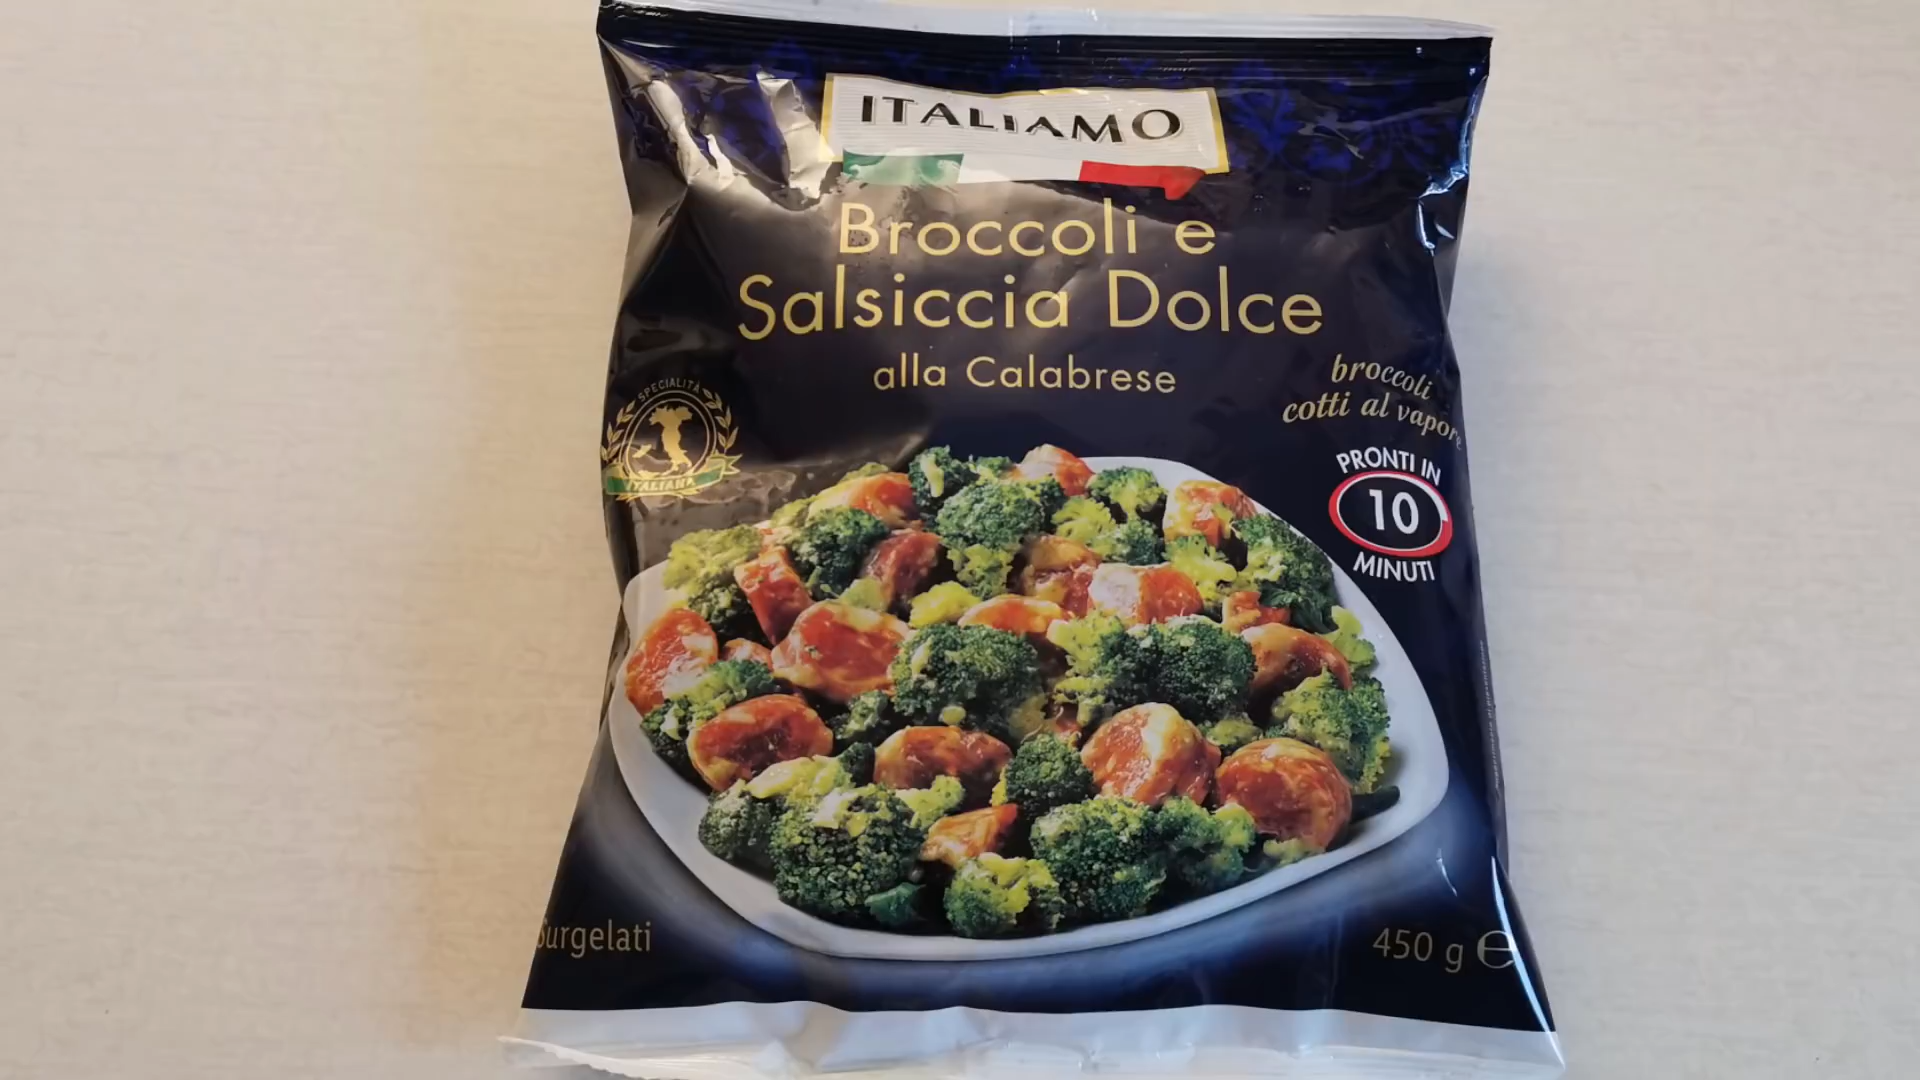 ITALIAMO
Broccoli e
Salsiccia Dolce
alla Calabrese
broccoli
cotti al vapore
SPECIALITÀ
ITALIANA
PRONTI IN
10
MINUTI
Surgelati
450 g e